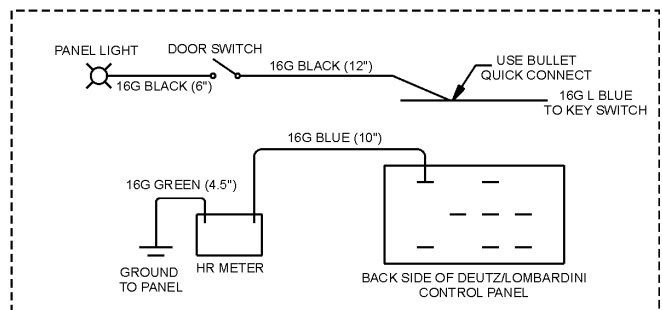 PANEL LIGHT
DOOR SWITCH
16G BLACK (6")
16G BLACK (12")
USE BULLET
QUICK CONNECT
16G L BLUE
TO KEY SWITCH
16G BLUE (10")
16G GREEN (4.5")
GROUND
TO PANEL
HR METER
BACK SIDE OF DEUTZ/LOMBARDINI
CONTROL PANEL